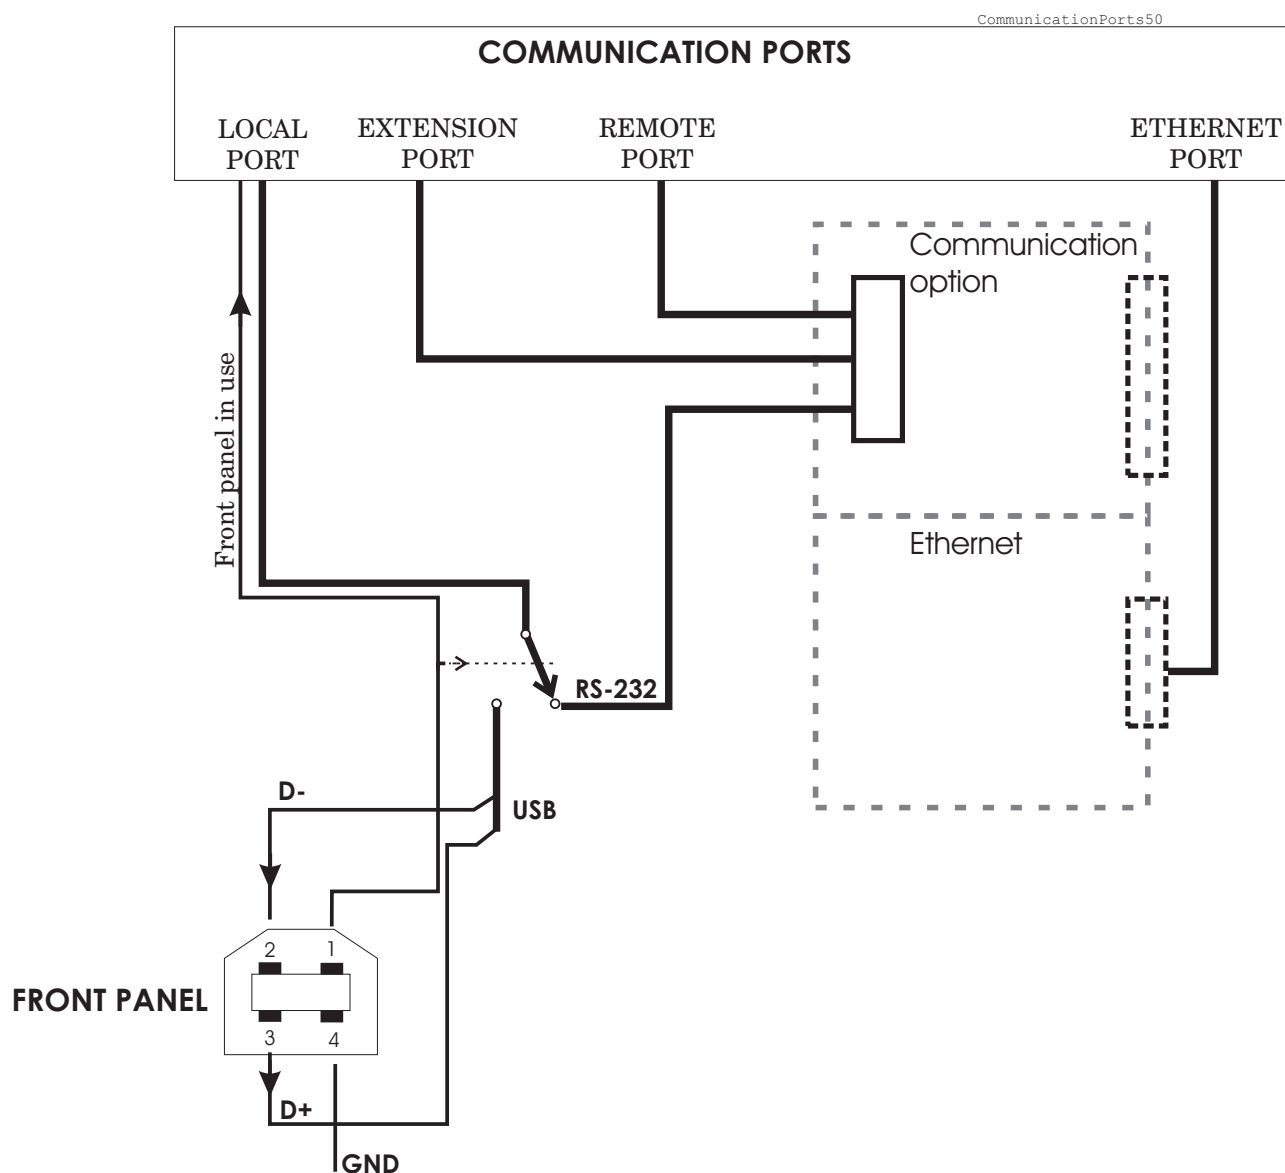 CommunicationPorts50
COMMUNICATION PORTS
LOCAL
PORT
EXTENSION
PORT
REMOTE
PORT
ETHERNET
PORT
Communication
option
Front panel in use
Ethernet
RS-232
D-
USB
2
1
FRONT PANEL
3
4
D+
GND